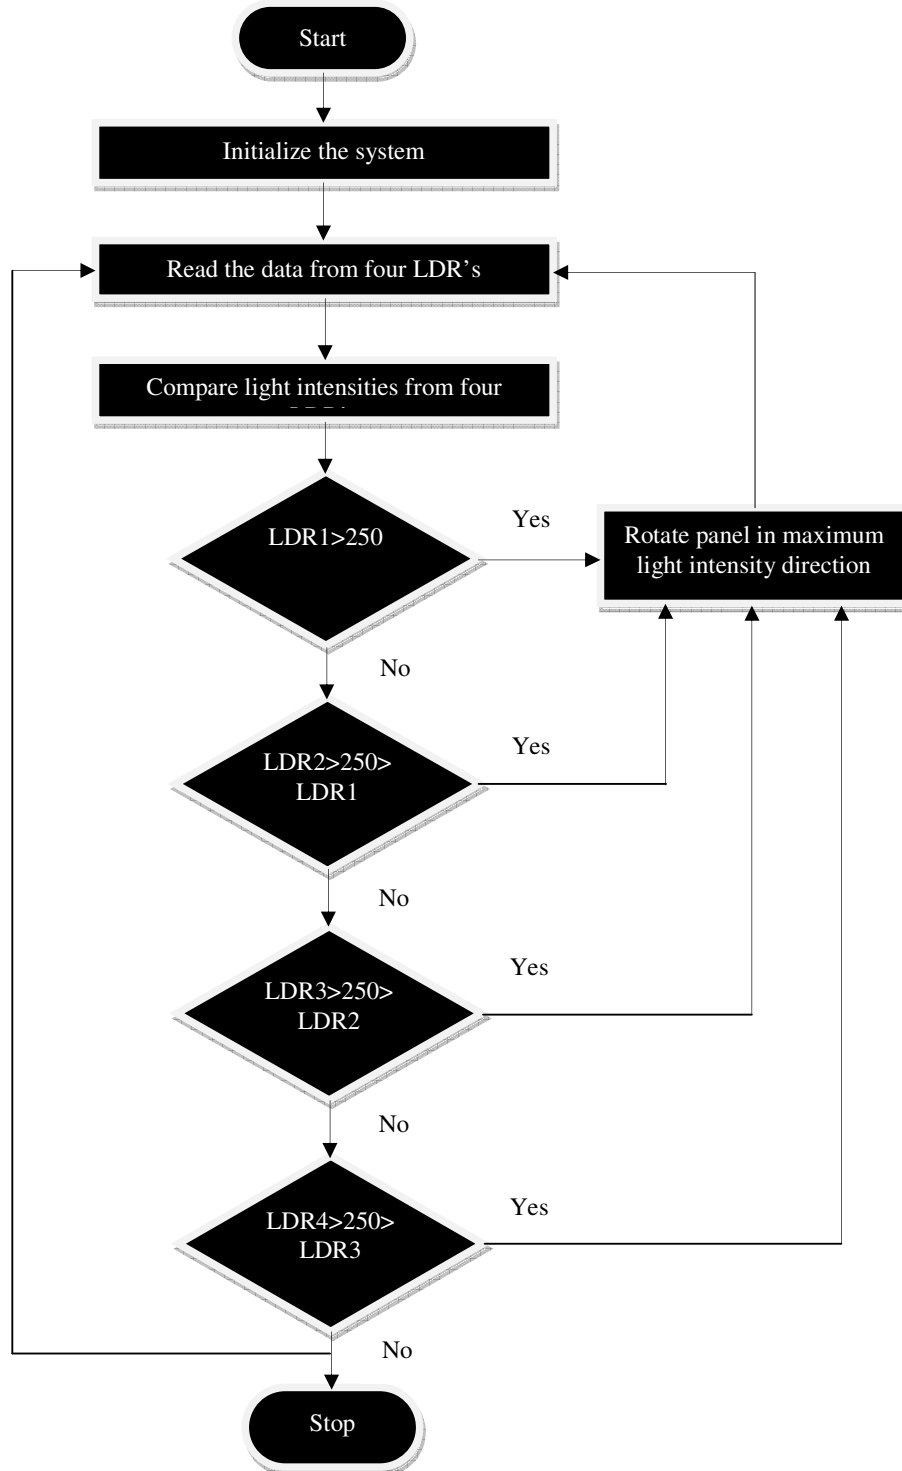 Start
Initialize the system
Read the data from four LDR’s
Compare light intensities from four
LDR1>250
Yes
Rotate panel in maximum
light intensity direction
No
LDR2>250>
LDR1
Yes
No
LDR3>250>
LDR2
Yes
No
LDR4>250>
LDR3
Yes
No
Stop